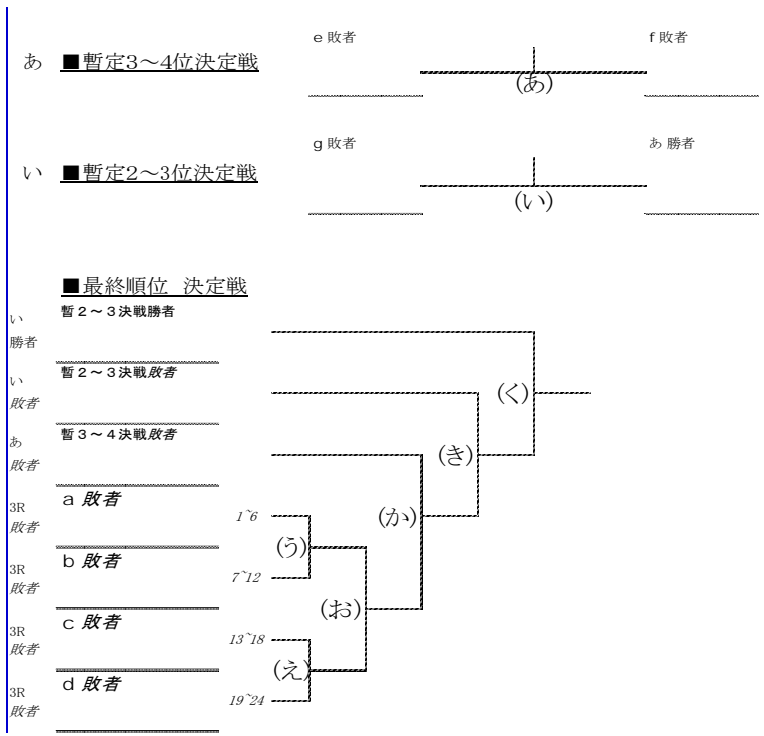 e 敗者
f 敗者
あ ■暫定3～4位決定戦
(あ)
g 敗者
あ 勝者
い ■暫定2～3位決定戦
(い)
■最終順位 決定戦
い
勝者
暫２～３決戦勝者
い
敗者
暫２～３決戦敗者
(く)
あ
敗者
暫３～４決戦敗者
(き)
3R
敗者
a 敗者
1~6
(か)
(う)
3R
敗者
b 敗者
7~12
(お)
3R
敗者
c 敗者
13~18
(え)
3R
敗者
d 敗者
19~24